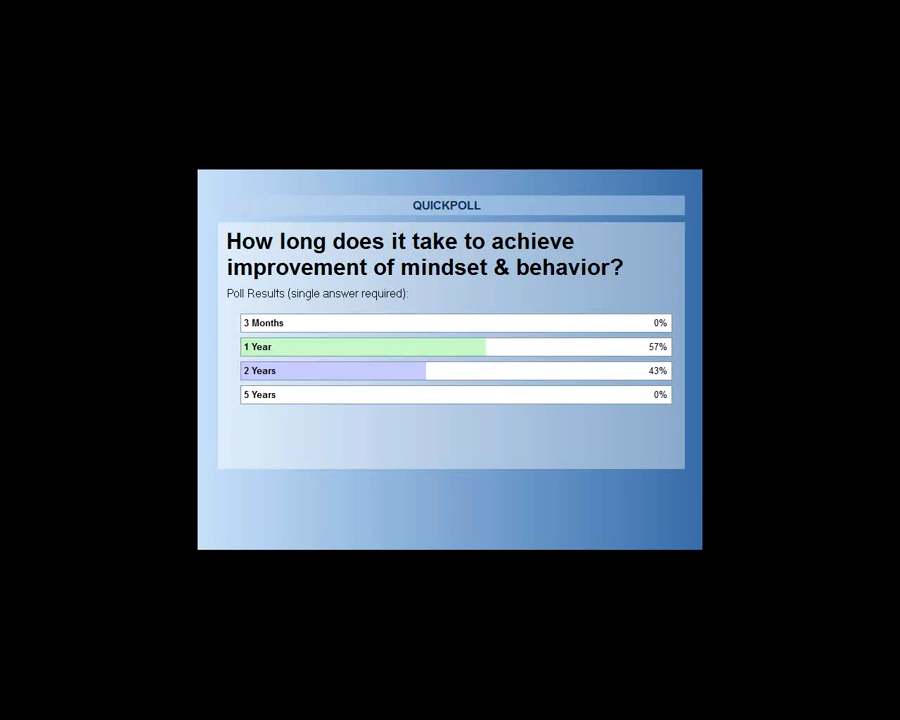 QUICKPOLL
How long does it take to achieve
improvement of mindset & behavior?
Poll Results (single answer required):
3 Months 0%
1 Year 57%
2 Years 43%
5 Years 0%